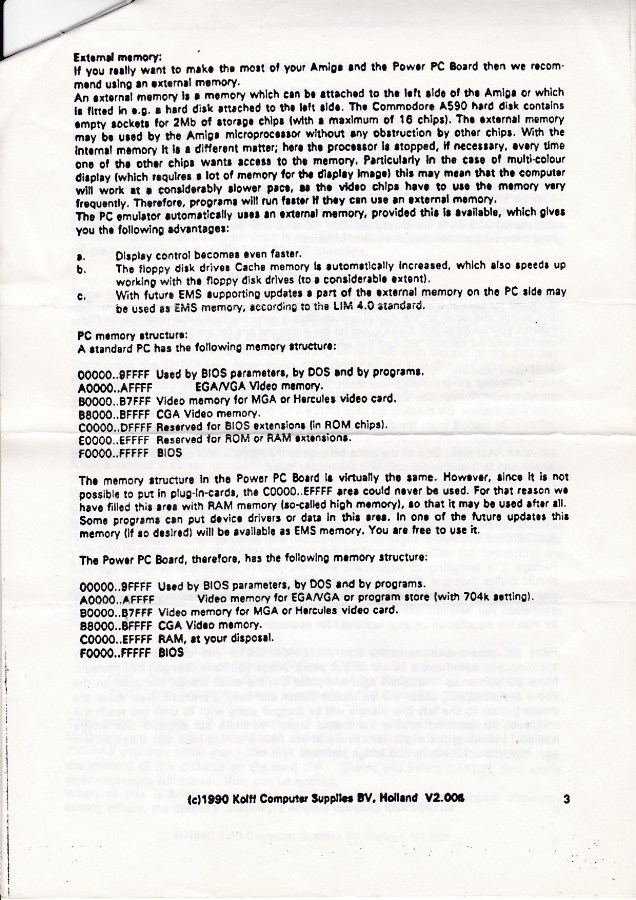 External memory:
If you really want to make the most of your Amiga and the Power PC Board then we recom-
mend using an external memory.
An external memory is a memory which can be attached to the left side of the Amiga or which
is fitted in e.g. a hard disk attached to the left side. The Commodore A590 hard disk contains
empty sockets for 2Mb of storage chips (with a maximum of 16 chips). The external memory
may be used by the Amiga microprocessor without any obstruction by other chips. With the
internal memory it is a different matter; here the processor is stopped, if necessary, every time
one of the other chips wants access to the memory. Particularly in the case of multi-colour
display (which requires a lot of memory for the display image) this may mean that the computer
will work at a considerably slower pace, as the video chips have to use the memory very
frequently. Therefore, programs will run faster if they can use an external memory.
The PC emulator automatically uses an external memory, provided this is available, which gives
you the following advantages:
a. Display control becomes even faster.
b. The floppy disk drives Cache memory is automatically increased, which also speeds up
working with the floppy disk drives (to a considerable extent).
c. With future EMS supporting updates a part of the external memory on the PC side may
be used as EMS memory, according to the LIM 4.0 standard.
PC memory structure:
A standard PC has the following memory structure:
00000..9FFFF Used by BIOS parameters, by DOS and by programs.
A0000..AFFFF EGA/VGA Video memory.
B0000..B7FFF Video memory for MGA or Hercules video card.
B8000..BFFFF CGA Video memory.
C0000..DFFFF Reserved for BIOS extensions (in ROM chips).
E0000..EFFFF Reserved for ROM or RAM extensions.
F0000..FFFFF BIOS
The memory structure in the Power PC Board is virtually the same. However, since it is not
possible to put in plug-in-cards, the C0000..EFFFF area could never be used. For that reason we
have filled this area with RAM memory (so-called high memory), so that it may be used after all.
Some programs can put device drivers or data in this area. In one of the future updates this
memory (if so desired) will be available as EMS memory. You are free to use it.
The Power PC Board, therefore, has the following memory structure:
00000..9FFFF Used by BIOS parameters, by DOS and by programs.
A0000..AFFFF Video memory for EGA/VGA or program store (with 704k setting).
B0000..B7FFF Video memory for MGA or Hercules video card.
B8000..BFFFF CGA Video memory.
C0000..EFFFF RAM, at your disposal.
F0000..FFFFF BIOS
(c)1990 Kolff Computer Supplies BV, Holland
3